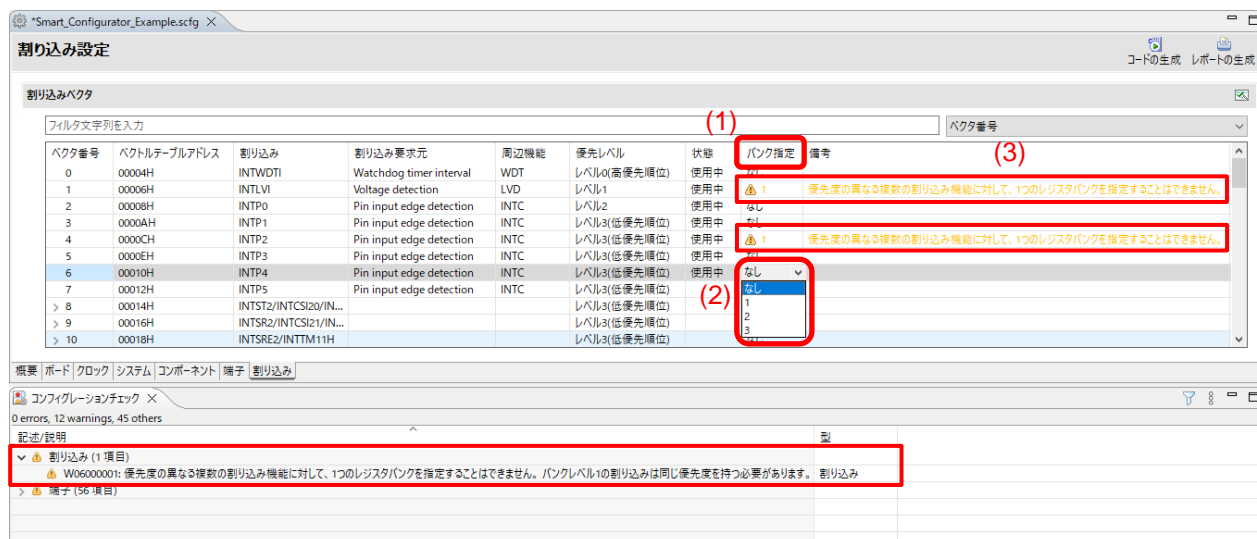 *Smart_Configurator_Example.scfg
割り込み設定
コードの生成 レポートの生成
割り込みベクタ
フィルタ文字列を入力 (1) ベクタ番号
ベクタ番号 ベクトルテーブルアドレス 割り込み 割り込み要求元 周辺機能 優先レベル 状態 バンク指定 備考 (3)
0 00004H INTWDTI Watchdog timer interval WDT レベル0(高優先順位) 使用中 なし
1 00006H INTLVI Voltage detection LVD レベル1 使用中 1 優先度の異なる複数の割り込み機能に対して、1つのレジスタバンクを指定することはできません。
2 00008H INTP0 Pin input edge detection INTC レベル2 使用中 なし
3 0000AH INTP1 Pin input edge detection INTC レベル3(低優先順位) 使用中 なし
4 0000CH INTP2 Pin input edge detection INTC レベル3(低優先順位) 使用中 1 優先度の異なる複数の割り込み機能に対して、1つのレジスタバンクを指定することはできません。
5 0000EH INTP3 Pin input edge detection INTC レベル3(低優先順位) 使用中 なし
6 00010H INTP4 Pin input edge detection INTC レベル3(低優先順位) 使用中 なし
7 00012H INTP5 Pin input edge detection INTC レベル3(低優先順位) (2) なし
8 00014H INTST2/INTCSI20/IN... レベル3(低優先順位) 1
9 00016H INTSR2/INTCSI21/IN... レベル3(低優先順位) 2
10 00018H INTSRE2/INTTM11H レベル3(低優先順位) 3
概要 ボード クロック システム コンポーネント 端子 割り込み
コンフィグレーションチェック
0 errors, 12 warnings, 45 others
記述/説明 型
割り込み (1 項目)
W06000001: 優先度の異なる複数の割り込み機能に対して、1つのレジスタバンクを指定することはできません。バンクレベル1の割り込みは同じ優先度を持つ必要があります。 割り込み
端子 (56 項目)